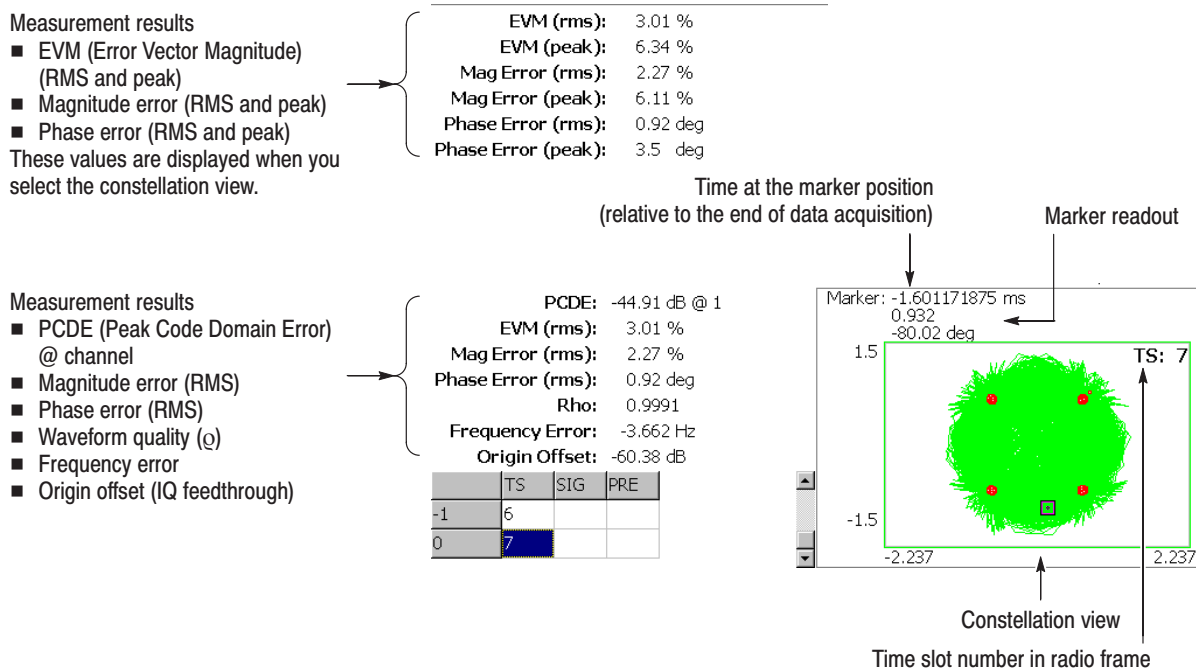 Measurement results
■ EVM (Error Vector Magnitude)
(RMS and peak)
■ Magnitude error (RMS and peak)
■ Phase error (RMS and peak)
These values are displayed when you
select the constellation view.
EVM (rms): 3.01 %
EVM (peak): 6.34 %
Mag Error (rms): 2.27 %
Mag Error (peak): 6.11 %
Phase Error (rms): 0.92 deg
Phase Error (peak): 3.5 deg
Time at the marker position
(relative to the end of data acquisition)
Marker readout
Measurement results
■ PCDE (Peak Code Domain Error)
@ channel
■ Magnitude error (RMS)
■ Phase error (RMS)
■ Waveform quality (ϱ)
■ Frequency error
■ Origin offset (IQ feedthrough)
PCDE: -44.91 dB @ 1
EVM (rms): 3.01 %
Mag Error (rms): 2.27 %
Phase Error (rms): 0.92 deg
Rho: 0.9991
Frequency Error: -3.662 Hz
Origin Offset: -60.38 dB
TS SIG PRE
-1 6
0 7
Marker: -1.601171875 ms
0.932
-80.02 deg
1.5
TS: 7
-1.5
-2.237 2.237
Constellation view
Time slot number in radio frame